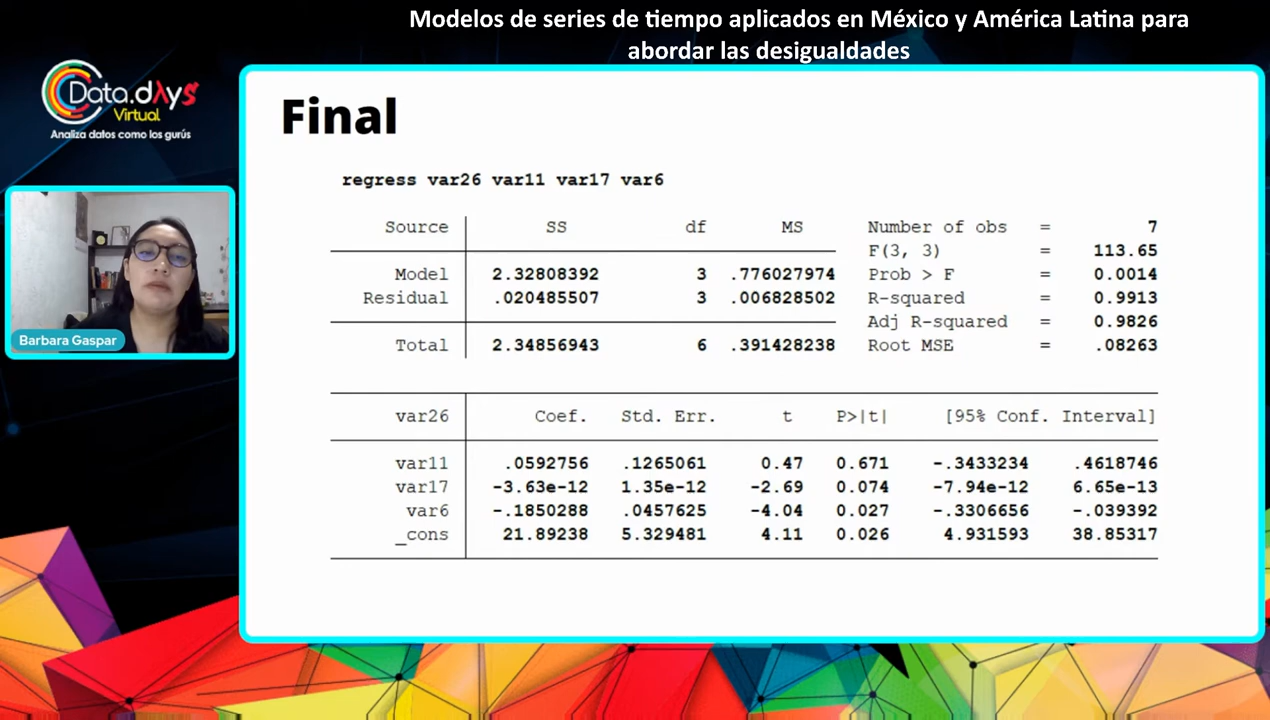 Modelos de series de tiempo aplicados en México y América Latina para
abordar las desigualdades
Data.dAys
Virtual
Analiza datos como los gurús
Barbara Gaspar
Final
regress var26 var11 var17 var6
Source SS df MS Number of obs = 7
F(3, 3) = 113.65
Model 2.32808392 3 .776027974 Prob > F = 0.0014
Residual .020485507 3 .006828502 R-squared = 0.9913
Adj R-squared = 0.9826
Total 2.34856943 6 .391428238 Root MSE = .08263
var26 Coef. Std. Err. t P>|t| [95% Conf. Interval]
var11 .0592756 .1265061 0.47 0.671 -.3433234 .4618746
var17 -3.63e-12 1.35e-12 -2.69 0.074 -7.94e-12 6.65e-13
var6 -.1850288 .0457625 -4.04 0.027 -.3306656 -.039392
_cons 21.89238 5.329481 4.11 0.026 4.931593 38.85317